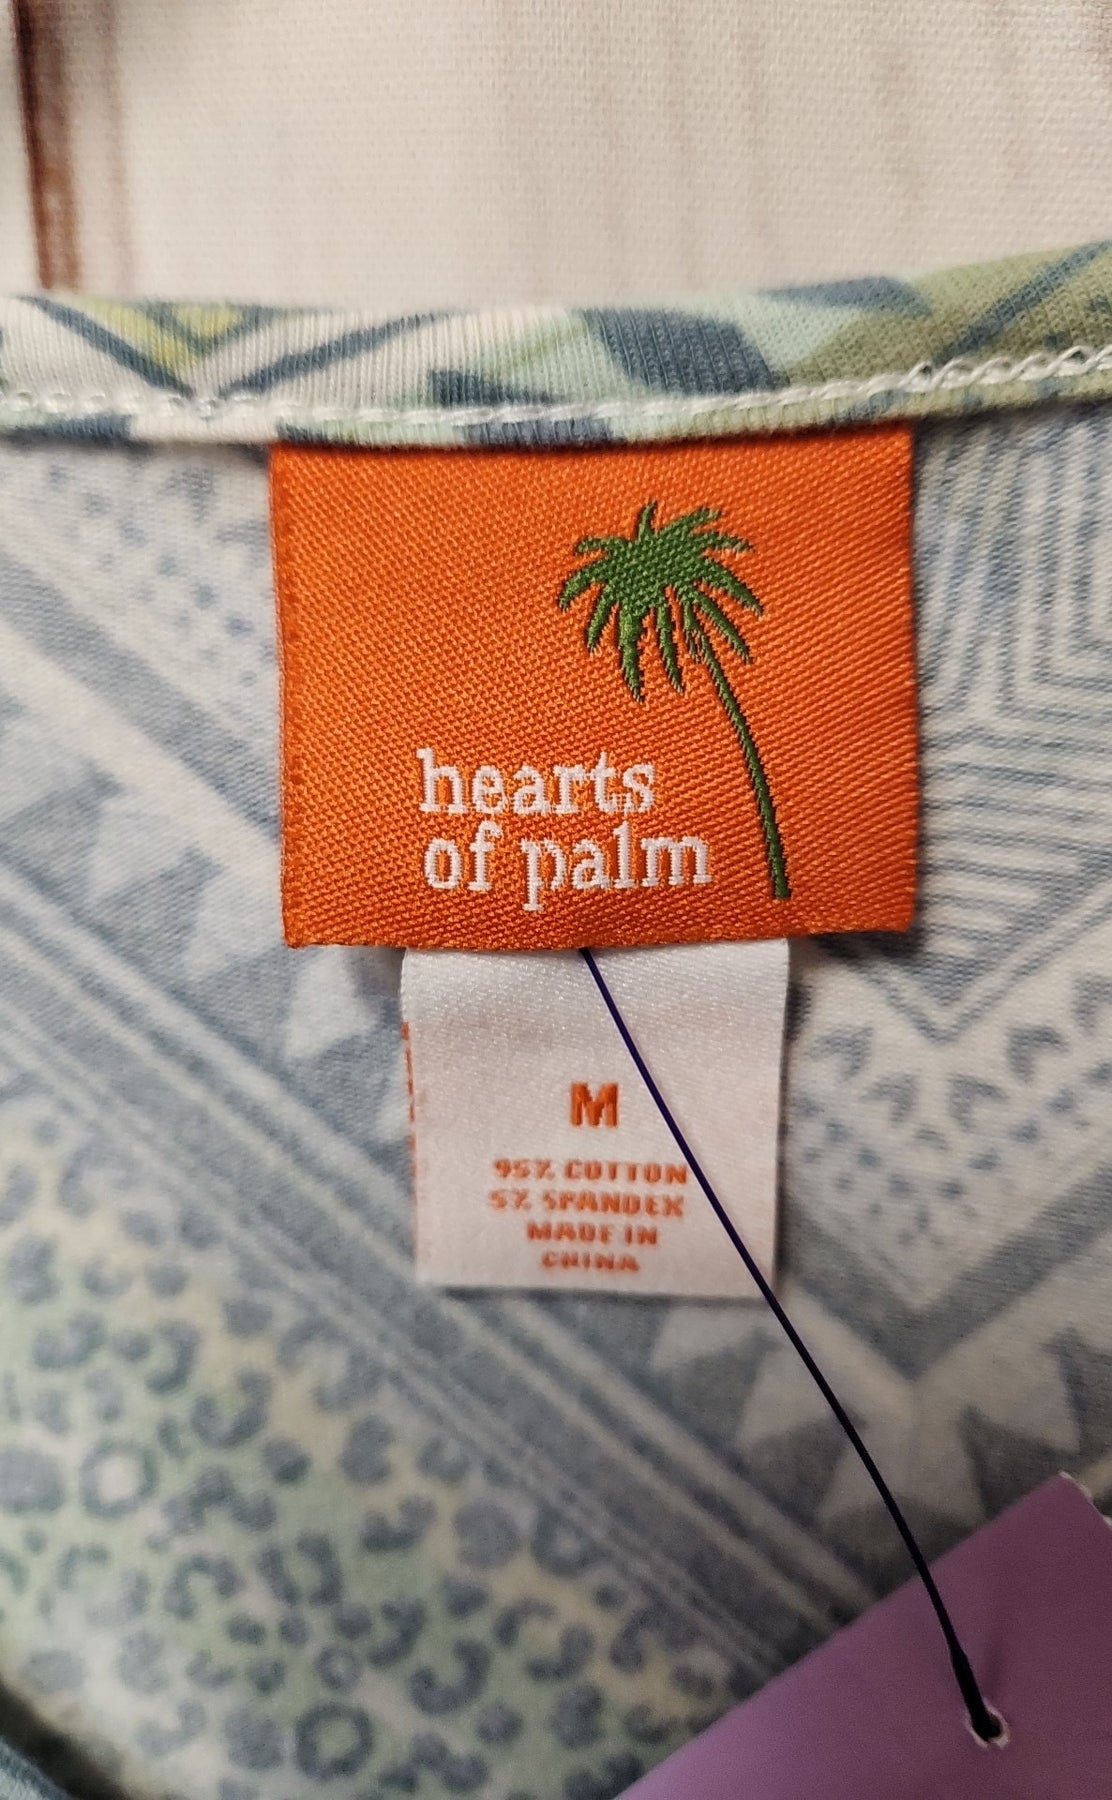 hearts
of palm
M
95% COTTON
5% SPANDEX
MADE IN
CHINA